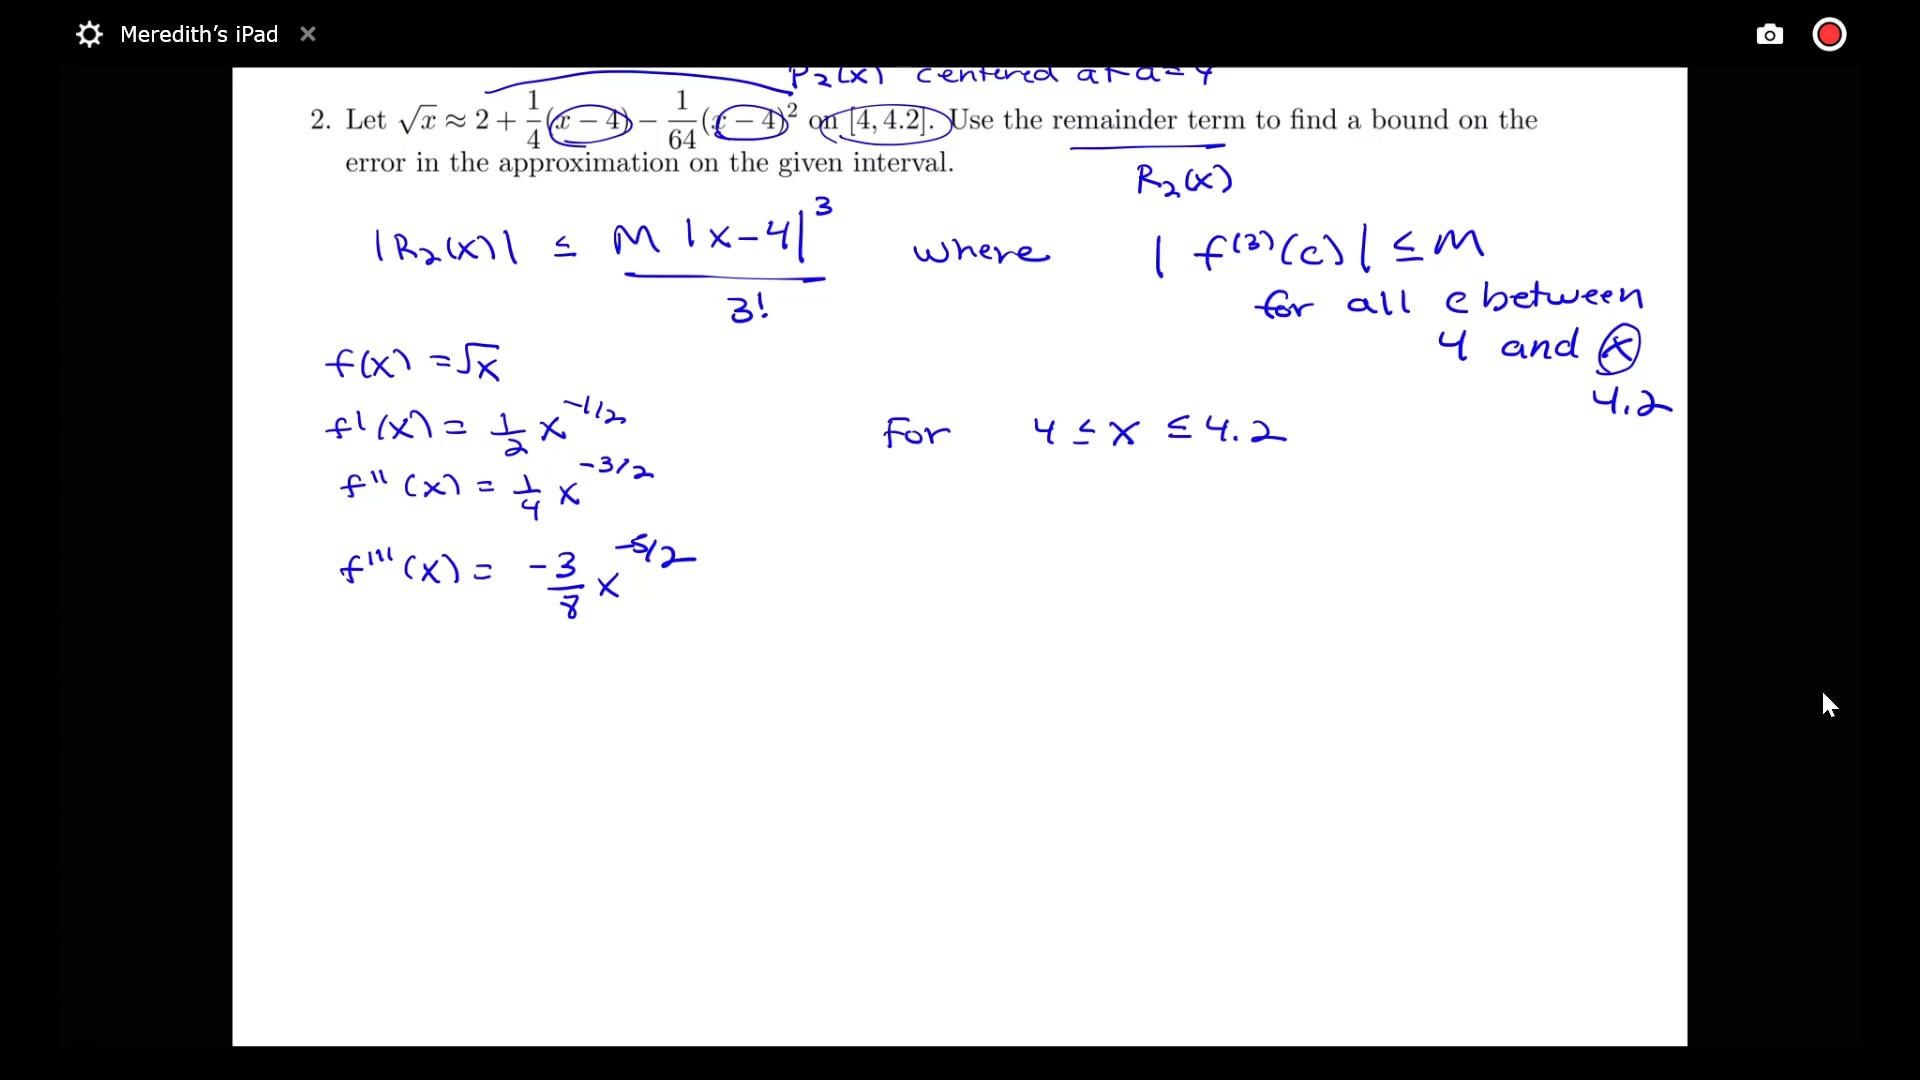 Meredith's iPad
P₂(x) centered at a=4
2. Let √x ≈ 2 + 1/4(x − 4) − 1/64(x − 4)² on [4, 4.2]. Use the remainder term to find a bound on the
error in the approximation on the given interval.
R₂(x)
|R₂(x)| ≤ M |x-4|³ / 3! where |f⁽³⁾(c)| ≤ M
for all c between
4 and x
4.2
f(x) = √x
f'(x) = 1/2 x^(-1/2) For 4 ≤ x ≤ 4.2
f''(x) = 1/4 x^(-3/2)
f'''(x) = -3/8 x^(-5/2)